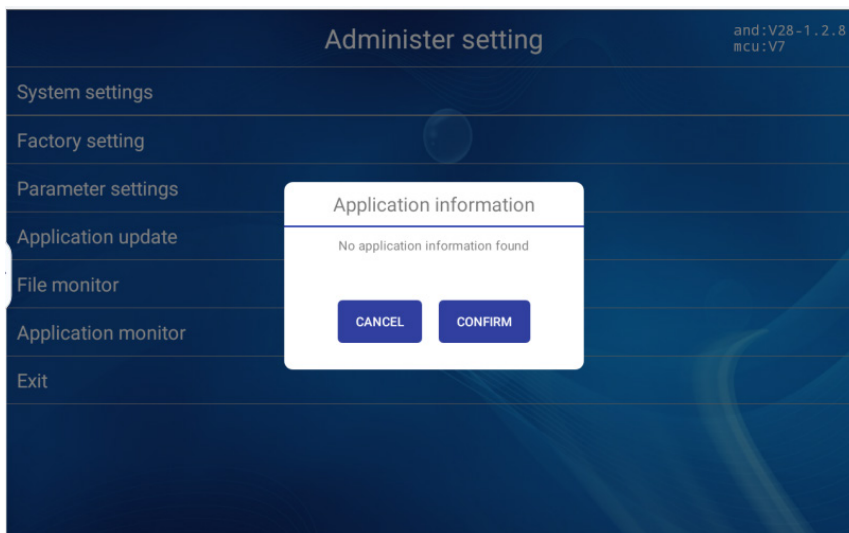 Administer setting
and:V28-1.2.8
mcu:V7
System settings
Factory setting
Parameter settings
Application update
File monitor
Application monitor
Exit
Application information
No application information found
CANCEL
CONFIRM